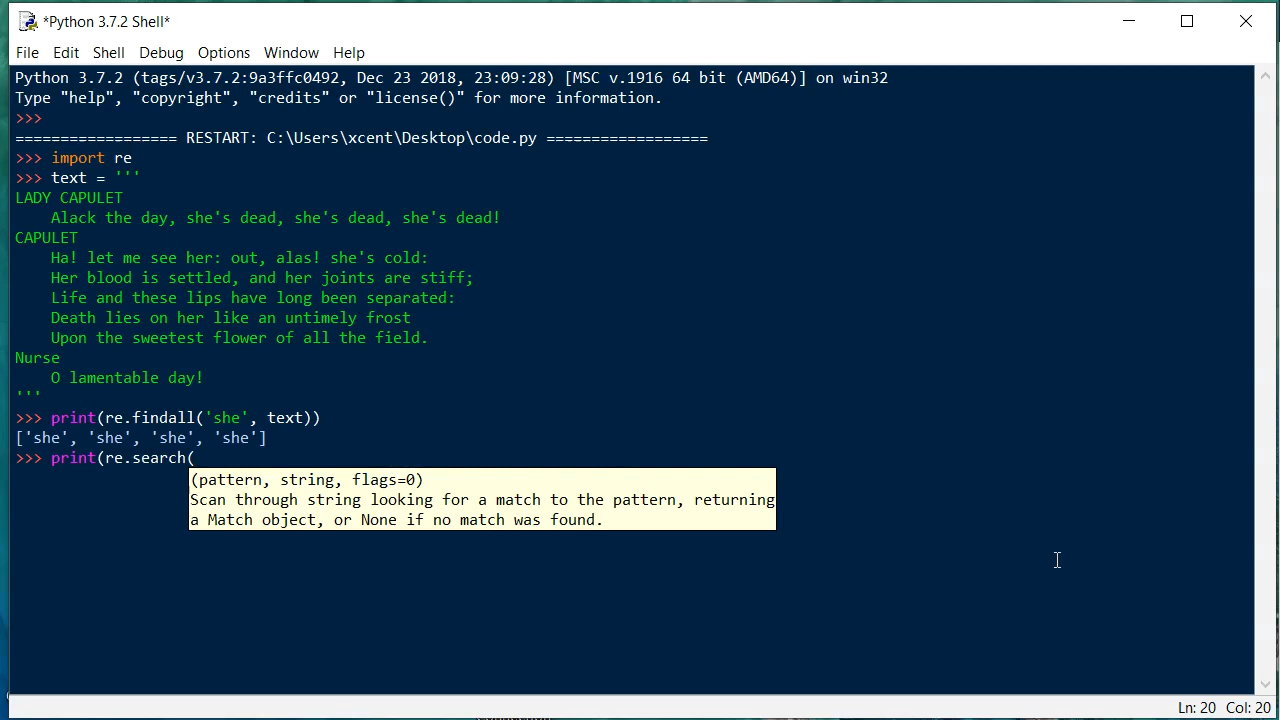 *Python 3.7.2 Shell*
File Edit Shell Debug Options Window Help
Python 3.7.2 (tags/v3.7.2:9a3ffc0492, Dec 23 2018, 23:09:28) [MSC v.1916 64 bit (AMD64)] on win32
Type "help", "copyright", "credits" or "license()" for more information.
>>>
================== RESTART: C:\Users\xcent\Desktop\code.py ==================
>>> import re
>>> text = '''
LADY CAPULET
    Alack the day, she's dead, she's dead, she's dead!
CAPULET
    Ha! let me see her: out, alas! she's cold:
    Her blood is settled, and her joints are stiff;
    Life and these lips have long been separated:
    Death lies on her like an untimely frost
    Upon the sweetest flower of all the field.
Nurse
    O lamentable day!
'''
>>> print(re.findall('she', text))
['she', 'she', 'she', 'she']
>>> print(re.search(
(pattern, string, flags=0)
Scan through string looking for a match to the pattern, returning
a Match object, or None if no match was found.
Ln: 20 Col: 20